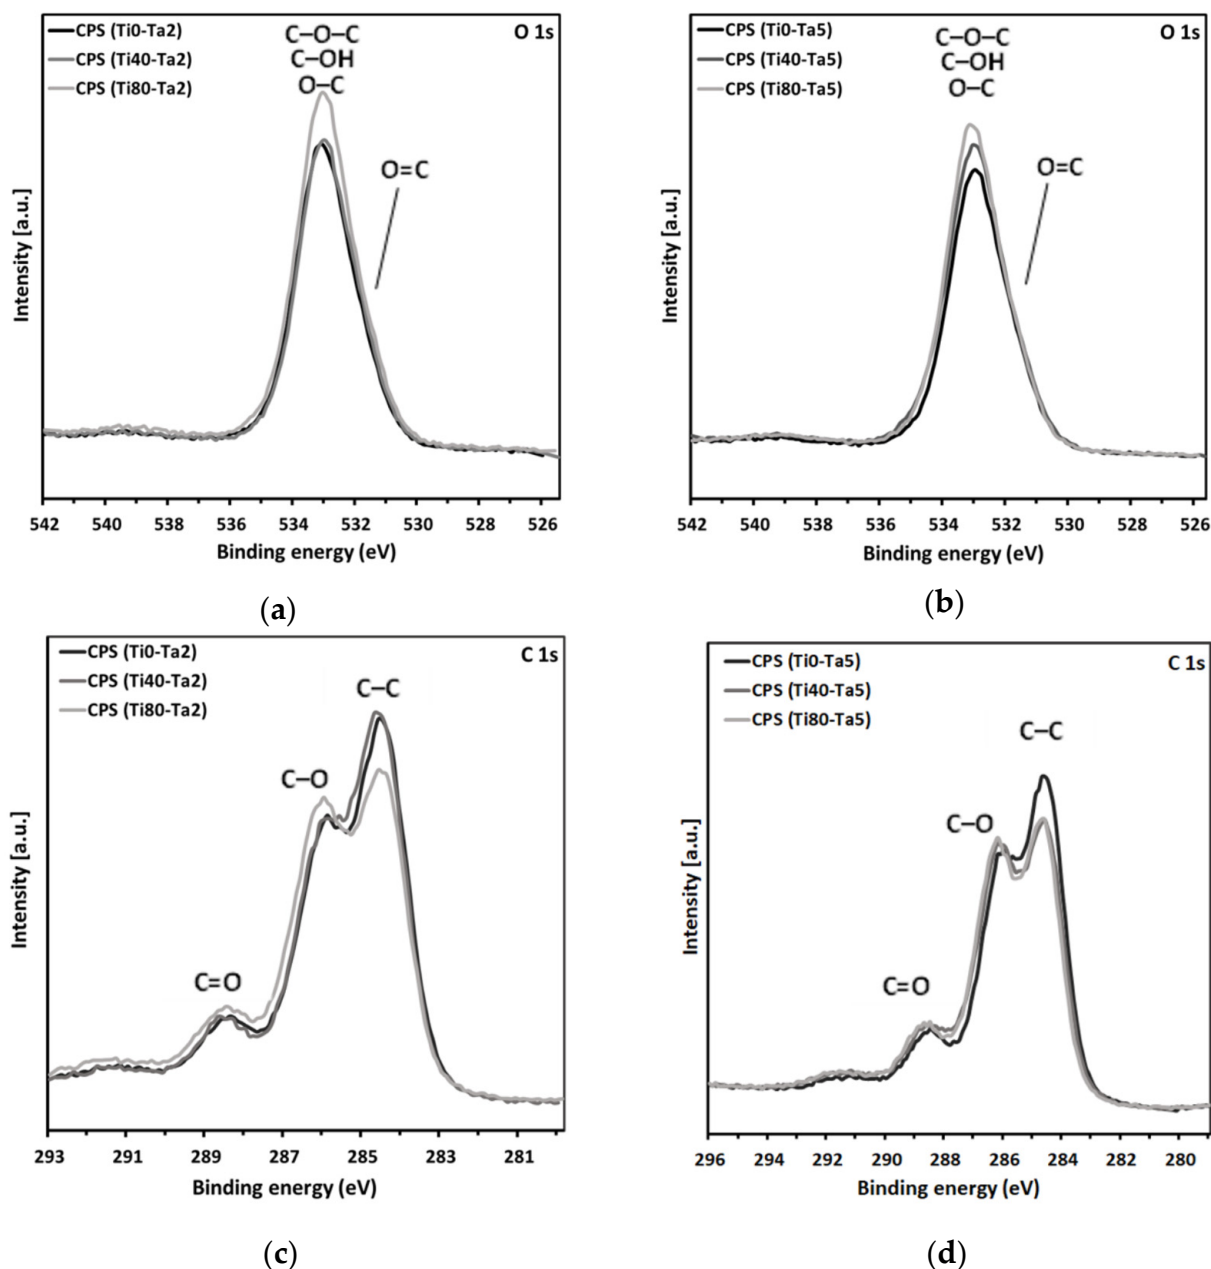 CPS (Ti0-Ta2)
CPS (Ti40-Ta2)
CPS (Ti80-Ta2)
C–O–C
C–OH
O–C
O 1s
O=C
Intensity [a.u.]
542 540 538 536 534 532 530 528 526
Binding energy (eV)
(a)
CPS (Ti0-Ta5)
CPS (Ti40-Ta5)
CPS (Ti80-Ta5)
C–O–C
C–OH
O–C
O 1s
O=C
Intensity [a.u.]
542 540 538 536 534 532 530 528 526
Binding energy (eV)
(b)
CPS (Ti0-Ta2)
CPS (Ti40-Ta2)
CPS (Ti80-Ta2)
C 1s
C–C
C–O
C=O
Intensity [a.u.]
293 291 289 287 285 283 281
Binding energy (eV)
(c)
CPS (Ti0-Ta5)
CPS (Ti40-Ta5)
CPS (Ti80-Ta5)
C 1s
C–C
C–O
C=O
Intensity [a.u.]
296 294 292 290 288 286 284 282 280
Binding energy (eV)
(d)